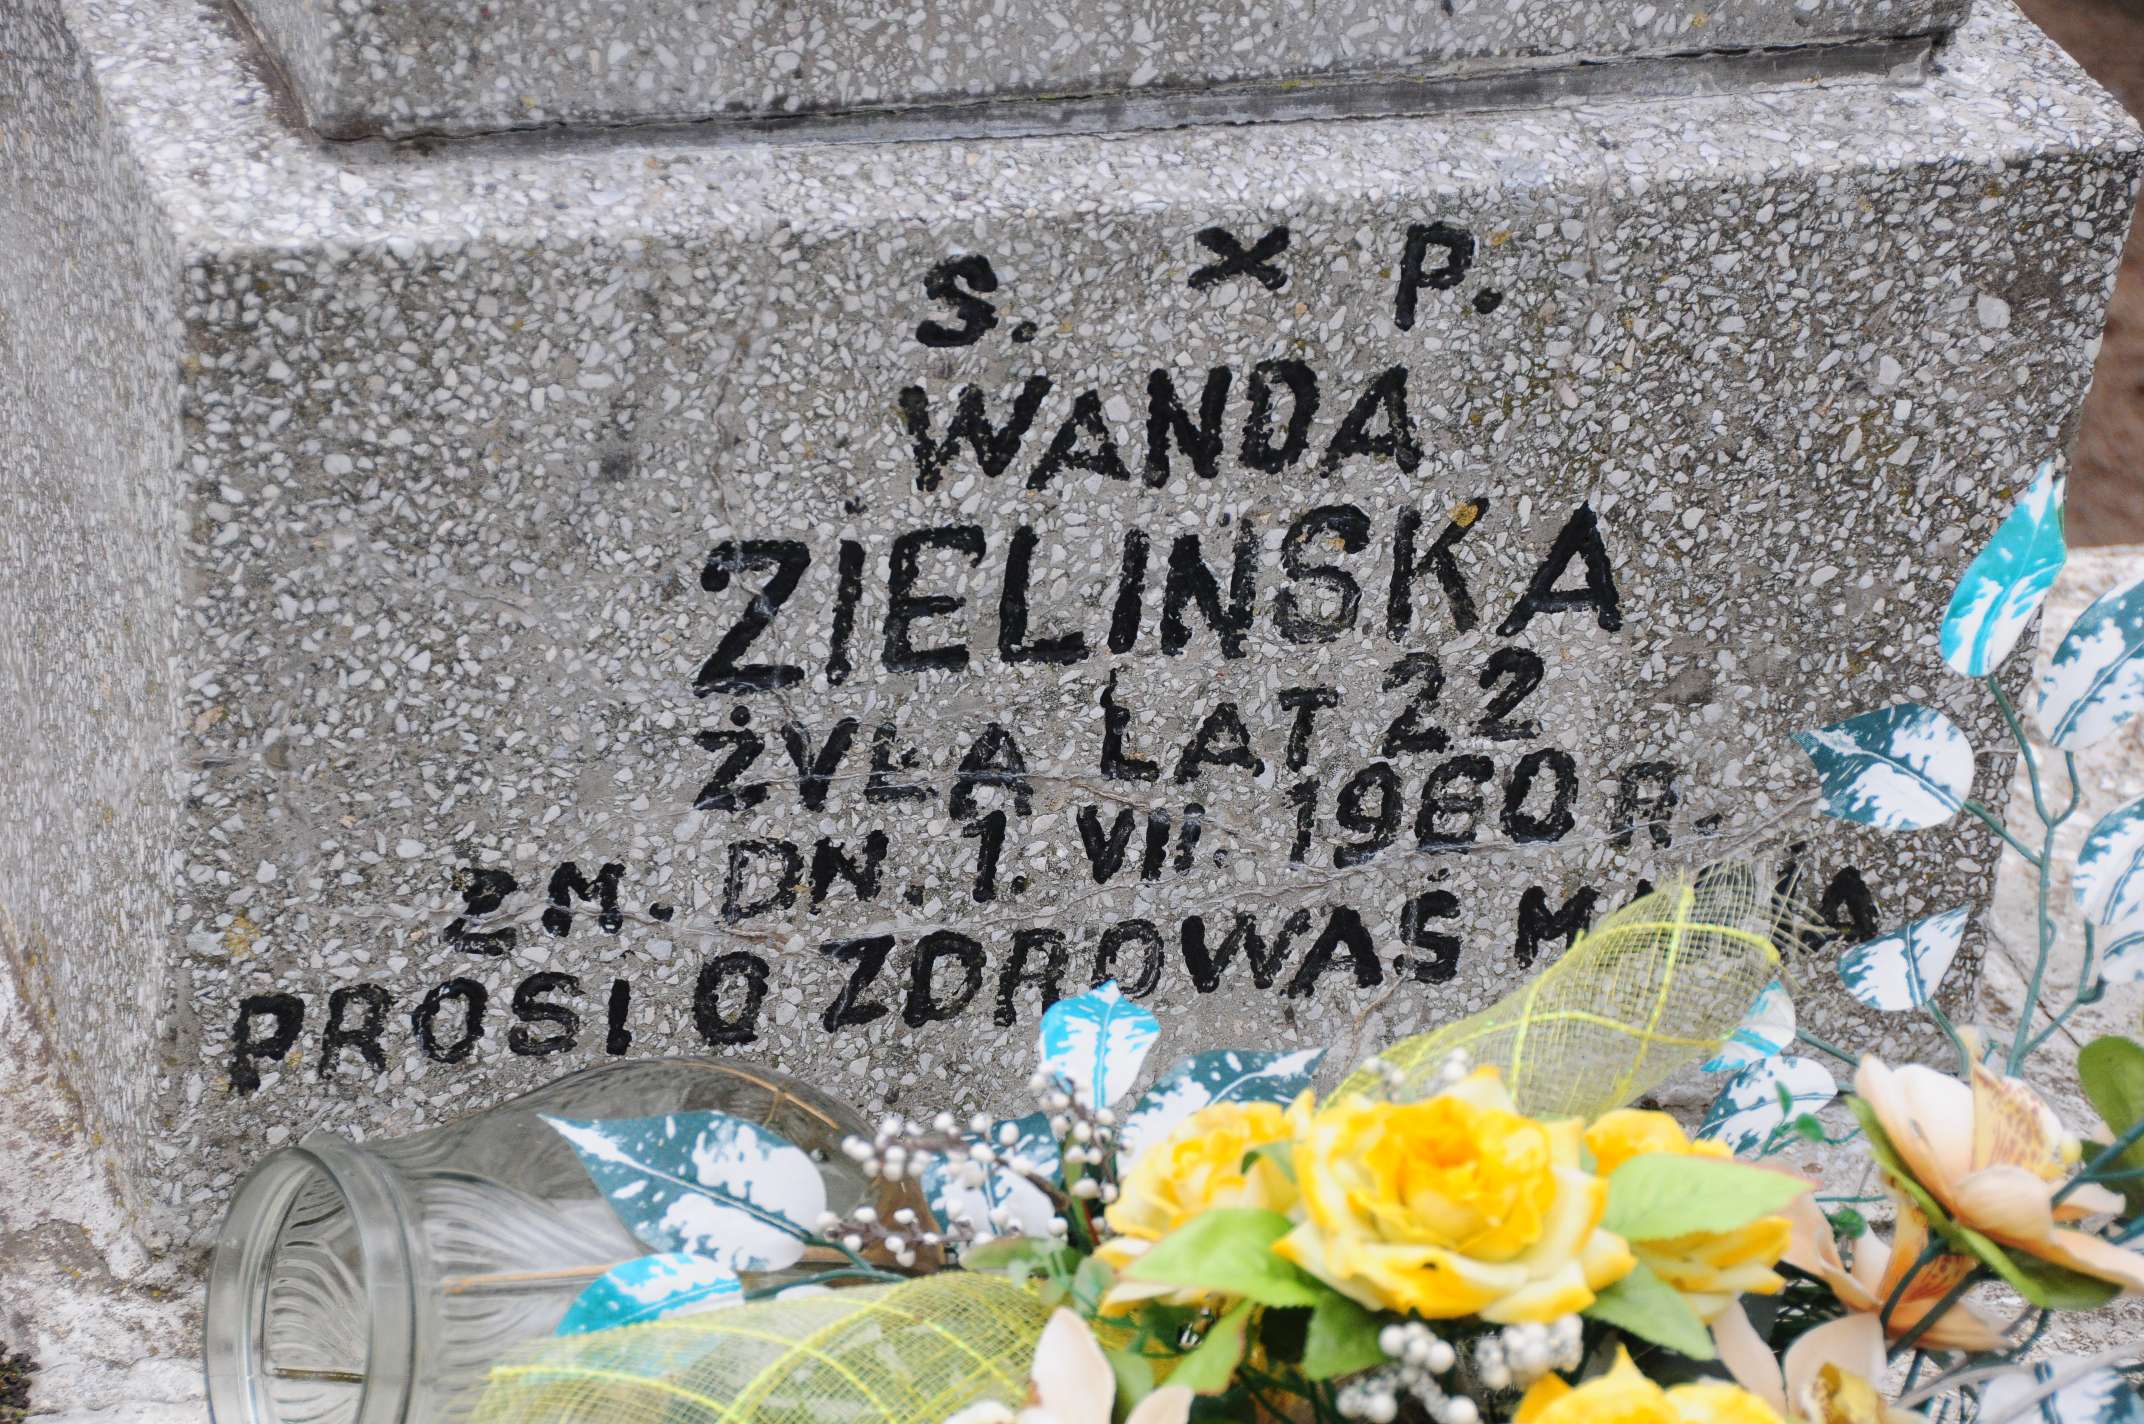 S. × P.
WANDA
ZIELINSKA
ŻYŁA LAT 22
ZM. DN. 1. VII. 1960 R.
PROSI O ZDROWAŚ